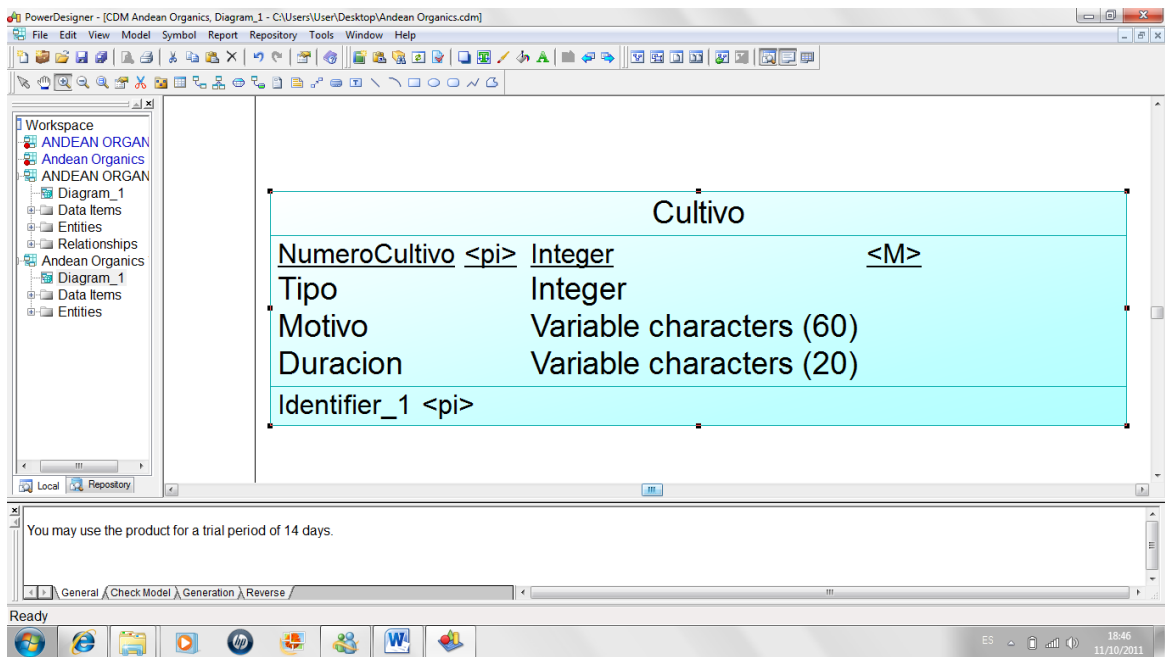 PowerDesigner - [CDM Andean Organics, Diagram_1 - C:\Users\User\Desktop\Andean Organics.cdm]
File Edit View Model Symbol Report Repository Tools Window Help
Workspace
ANDEAN ORGAN
Andean Organics
ANDEAN ORGAN
Diagram_1
Data Items
Entities
Relationships
Andean Organics
Diagram_1
Data Items
Entities
Local Repository
Cultivo
NumeroCultivo <pi> Integer <M>
Tipo Integer
Motivo Variable characters (60)
Duracion Variable characters (20)
Identifier_1 <pi>
You may use the product for a trial period of 14 days.
General Check Model Generation Reverse
Ready
ES 18:46
11/10/2011